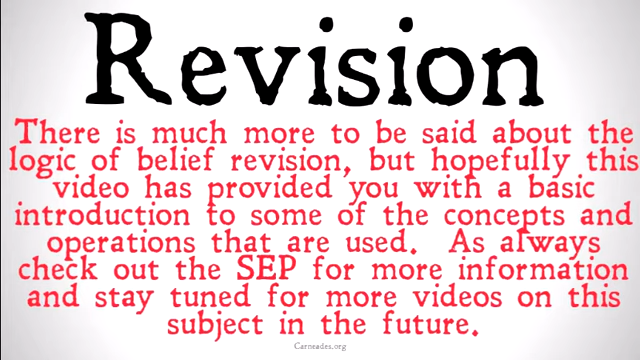 Revision
There is much more to be said about the
logic of belief revision, but hopefully this
video has provided you with a basic
introduction to some of the concepts and
operations that are used.  As always
check out the SEP for more information
and stay tuned for more videos on this
subject in the future.
Carneades.org